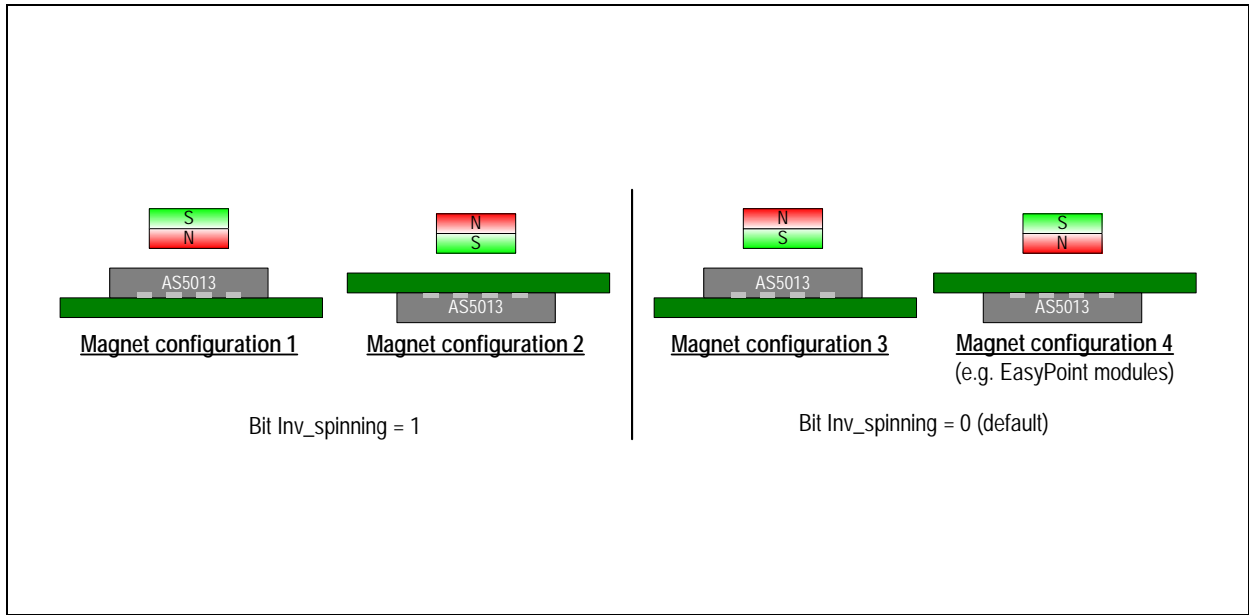 S
N
AS5013
Magnet configuration 1
N
S
AS5013
Magnet configuration 2
Bit Inv_spinning = 1
N
S
AS5013
Magnet configuration 3
S
N
AS5013
Magnet configuration 4
(e.g. EasyPoint modules)
Bit Inv_spinning = 0 (default)